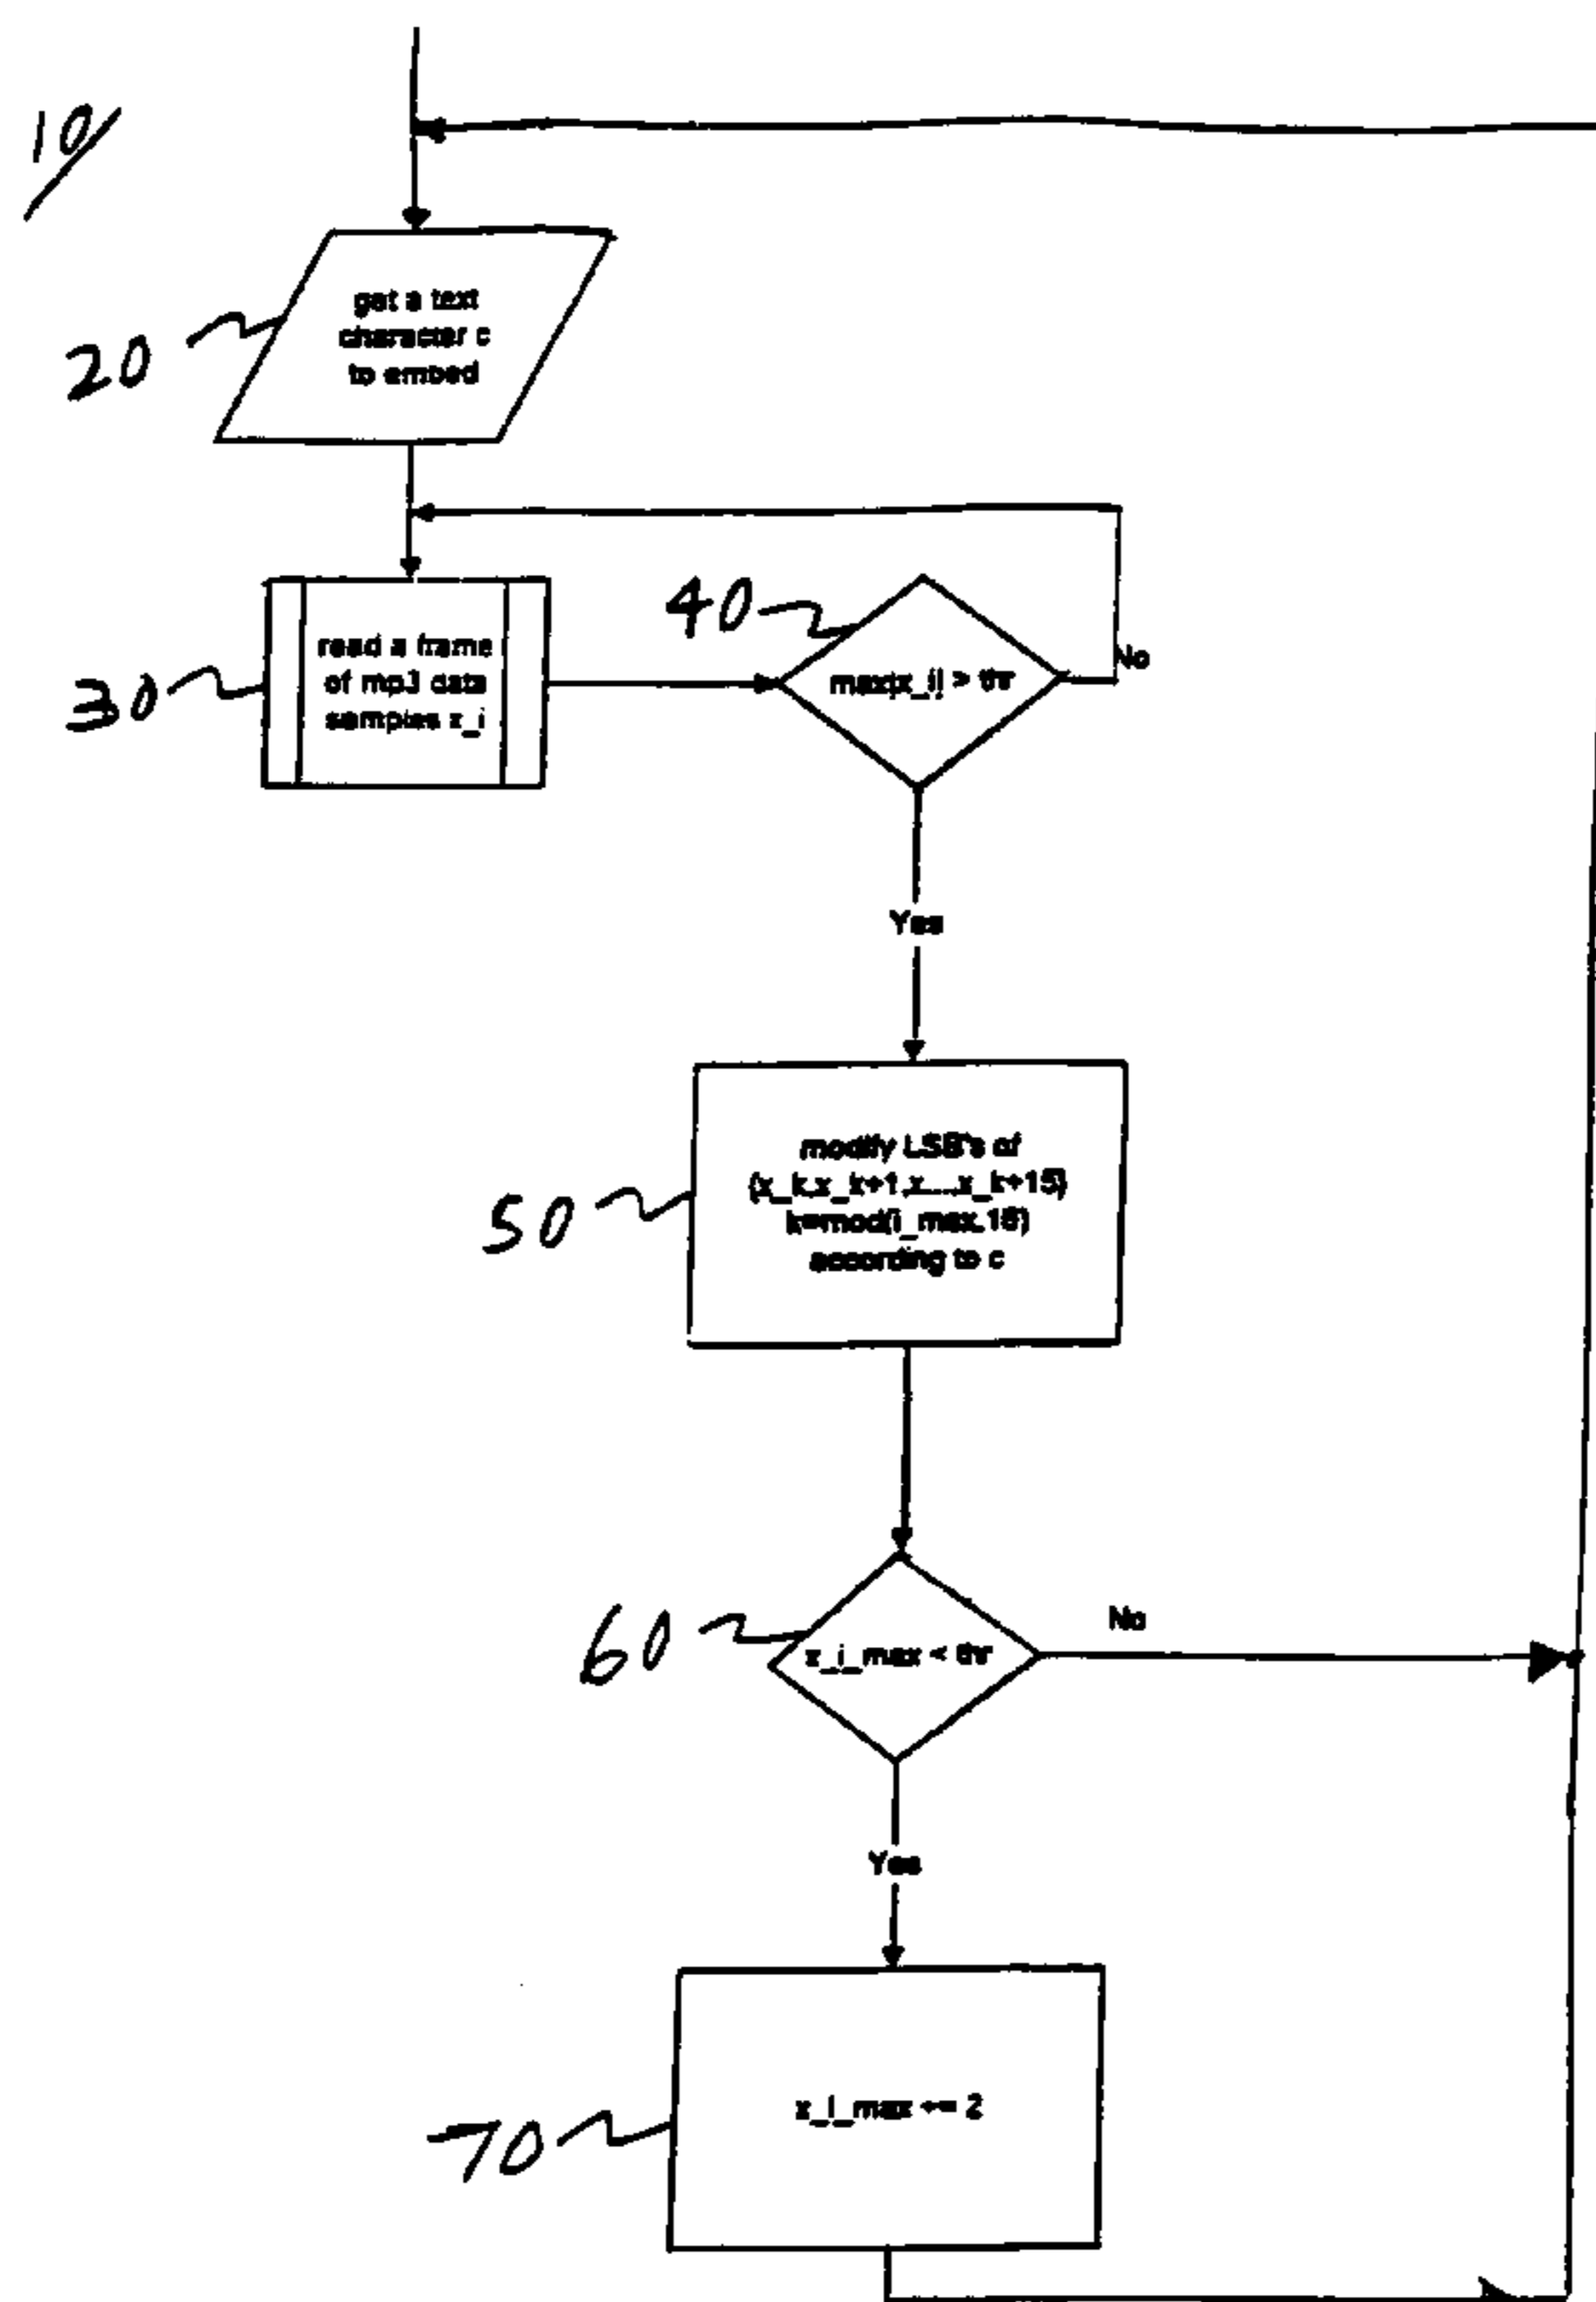 10
get a text
character c
to embed
20
read a frame
of mp3 data
samples x_i
30
40
max|x_i| > thr
No
Yes
modify LSB's of
(x_k,x_k+1,x...,x_k+15)
k=mod(i_max,16)
according to c
50
60
x_i_max < thr
No
Yes
x_i_max += 2
70